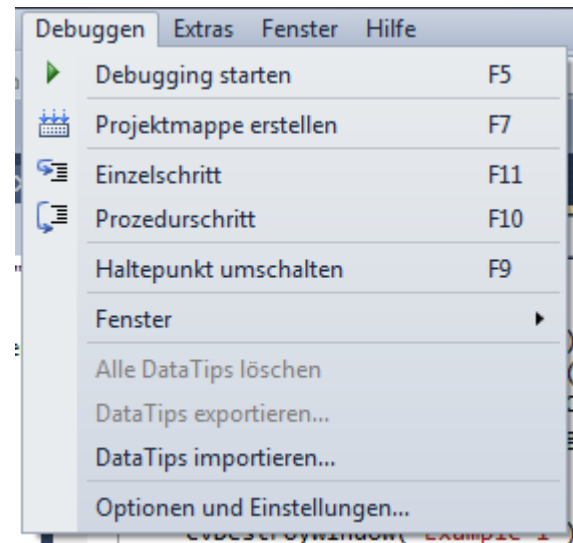 Debuggen Extras Fenster Hilfe
Debugging starten F5
Projektmappe erstellen F7
Einzelschritt F11
Prozedurschritt F10
Haltepunkt umschalten F9
Fenster
Alle DataTips löschen
DataTips exportieren...
DataTips importieren...
Optionen und Einstellungen...